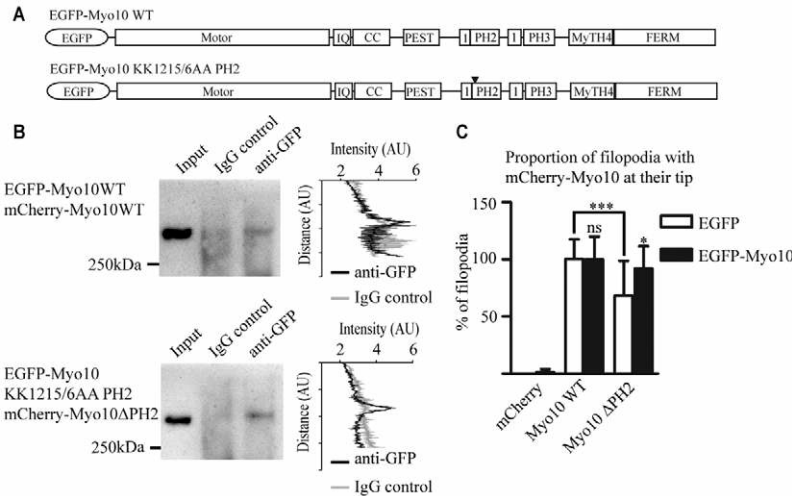 A
EGFP-Myo10 WT
EGFP Motor IQ CC PEST 1 PH2 1 PH3 MyTH4 FERM
EGFP-Myo10 KK1215/6AA PH2
EGFP Motor IQ CC PEST 1 PH2 1 PH3 MyTH4 FERM
B
Input IgG control anti-GFP
EGFP-Myo10WT
mCherry-Myo10WT
250kDa
Intensity (AU)
2 4 6
Distance (AU)
anti-GFP
IgG control
Input IgG control anti-GFP
EGFP-Myo10
KK1215/6AA PH2
mCherry-Myo10ΔPH2
250kDa
Intensity (AU)
2 4 6
Distance (AU)
anti-GFP
IgG control
C
Proportion of filopodia with
mCherry-Myo10 at their tip
% of filopodia
150
100
50
***
ns
*
EGFP
EGFP-Myo10
mCherry
Myo10 WT
Myo10 ΔPH2